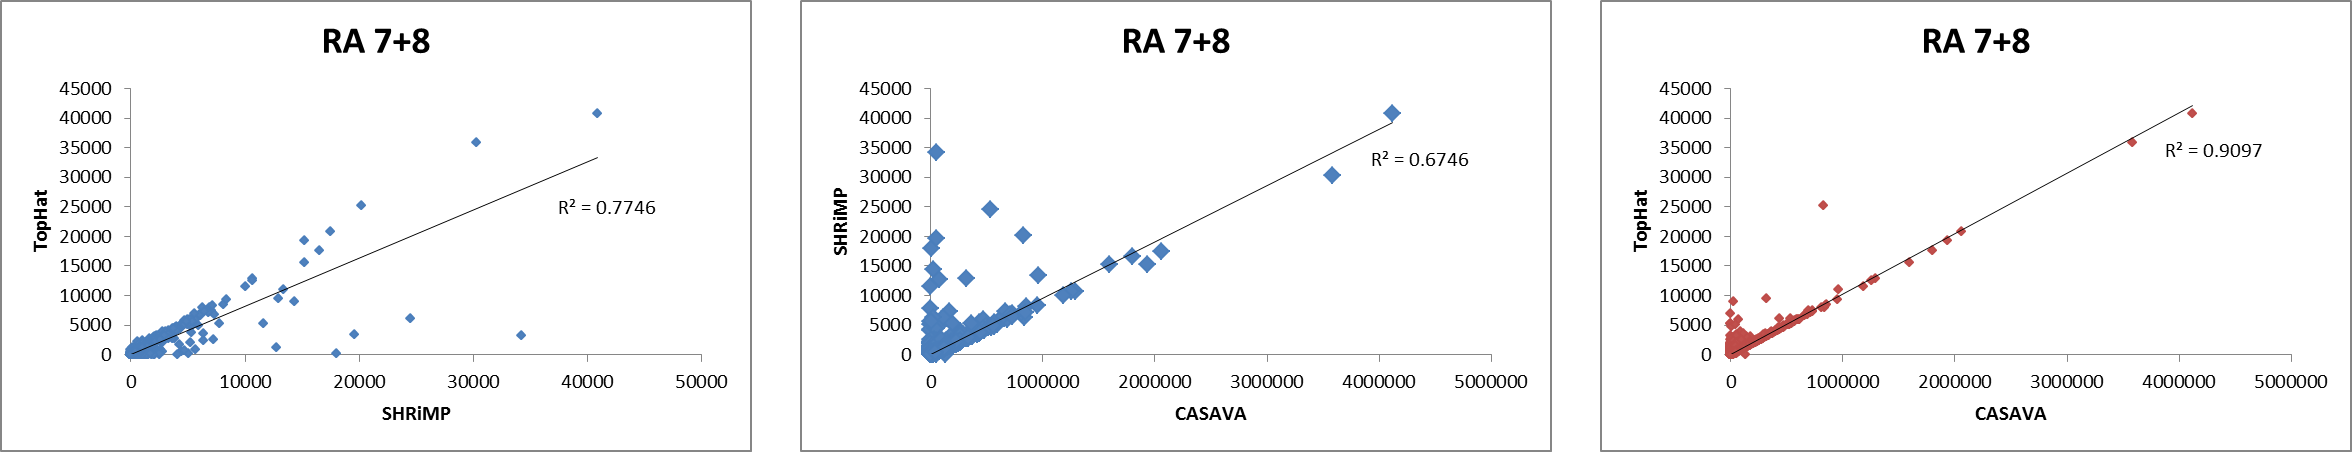 RA 7+8
45000
40000
35000
30000
25000
20000
15000
10000
5000
0
TopHat
R² = 0.7746
0 10000 20000 30000 40000 50000
SHRiMP
RA 7+8
45000
40000
35000
30000
25000
20000
15000
10000
5000
0
SHRiMP
R² = 0.6746
0 1000000 2000000 3000000 4000000 5000000
CASAVA
RA 7+8
45000
40000
35000
30000
25000
20000
15000
10000
5000
0
TopHat
R² = 0.9097
0 1000000 2000000 3000000 4000000 5000000
CASAVA